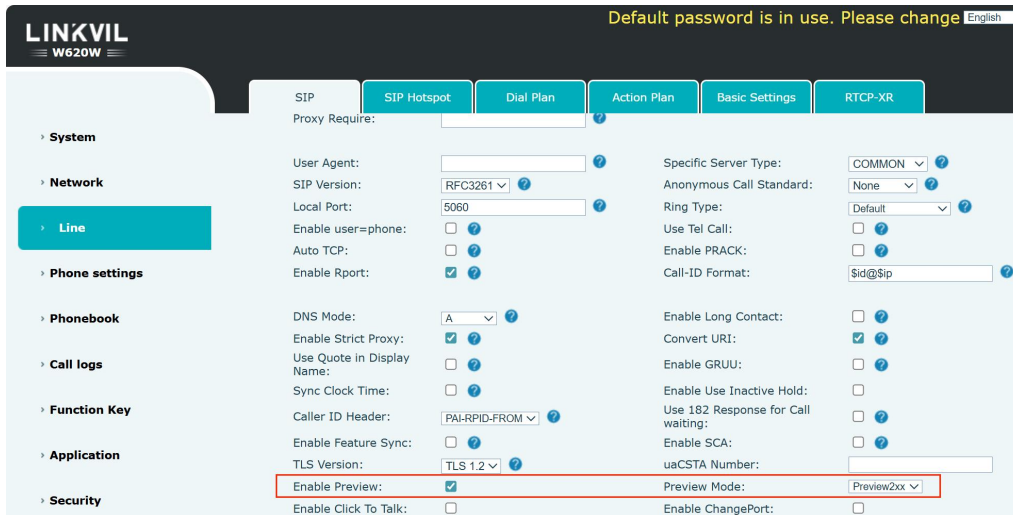 Default password is in use. Please change English
LINKVIL
W620W
SIP SIP Hotspot Dial Plan Action Plan Basic Settings RTCP-XR
System
Network
Line
Phone settings
Phonebook
Call logs
Function Key
Application
Security
Proxy Require:
User Agent: Specific Server Type: COMMON
SIP Version: RFC3261 Anonymous Call Standard: None
Local Port: 5060 Ring Type: Default
Enable user=phone: Use Tel Call:
Auto TCP: Enable PRACK:
Enable Rport: Call-ID Format: $id@$ip
DNS Mode: A Enable Long Contact:
Enable Strict Proxy: Convert URI:
Use Quote in Display
Name: Enable GRUU:
Sync Clock Time: Enable Use Inactive Hold:
Caller ID Header: PAI-RPID-FROM Use 182 Response for Call
waiting:
Enable Feature Sync: Enable SCA:
TLS Version: TLS 1.2 uaCSTA Number:
Enable Preview: Preview Mode: Preview2xx
Enable Click To Talk: Enable ChangePort: